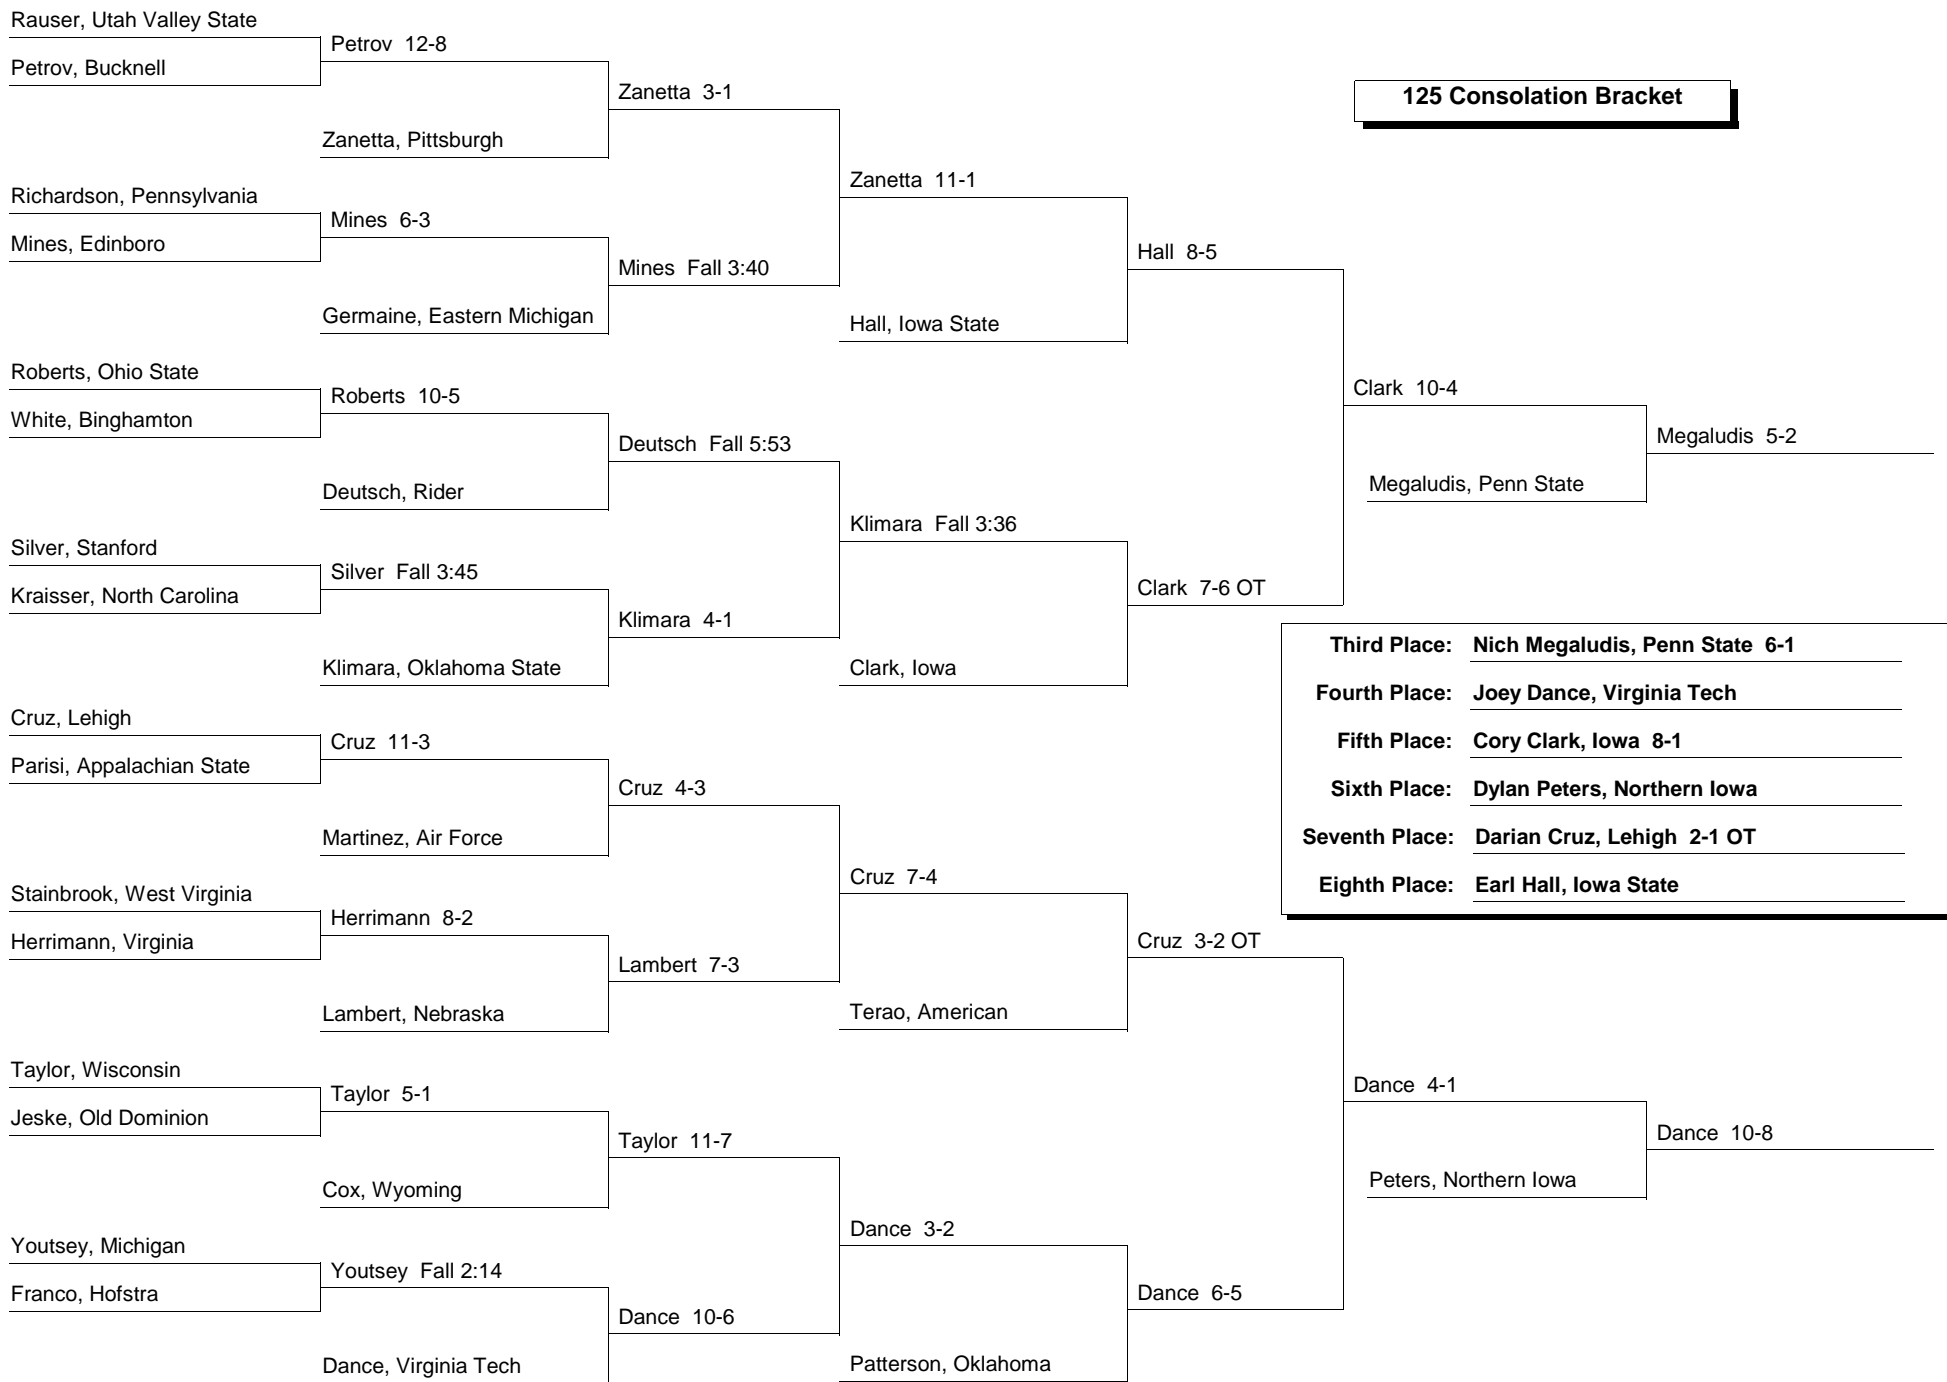 Rauser, Utah Valley State
Petrov 12-8
Petrov, Bucknell
Zanetta 3-1
125 Consolation Bracket
Zanetta, Pittsburgh
Zanetta 11-1
Richardson, Pennsylvania
Mines 6-3
Mines, Edinboro
Hall 8-5
Mines Fall 3:40
Germaine, Eastern Michigan
Hall, Iowa State
Roberts, Ohio State
Roberts 10-5
Clark 10-4
White, Binghamton
Deutsch Fall 5:53
Megaludis 5-2
Deutsch, Rider
Megaludis, Penn State
Klimara Fall 3:36
Silver, Stanford
Silver Fall 3:45
Kraisser, North Carolina
Clark 7-6 OT
Klimara 4-1
Klimara, Oklahoma State
Clark, Iowa
Third Place: Nich Megaludis, Penn State 6-1
Fourth Place: Joey Dance, Virginia Tech
Fifth Place: Cory Clark, Iowa 8-1
Sixth Place: Dylan Peters, Northern Iowa
Seventh Place: Darian Cruz, Lehigh 2-1 OT
Eighth Place: Earl Hall, Iowa State
Cruz, Lehigh
Cruz 11-3
Parisi, Appalachian State
Cruz 4-3
Martinez, Air Force
Cruz 7-4
Stainbrook, West Virginia
Herrimann 8-2
Herrimann, Virginia
Cruz 3-2 OT
Lambert 7-3
Lambert, Nebraska
Terao, American
Taylor, Wisconsin
Taylor 5-1
Dance 4-1
Jeske, Old Dominion
Taylor 11-7
Dance 10-8
Cox, Wyoming
Peters, Northern Iowa
Dance 3-2
Youtsey, Michigan
Youtsey Fall 2:14
Franco, Hofstra
Dance 6-5
Dance 10-6
Dance, Virginia Tech
Patterson, Oklahoma